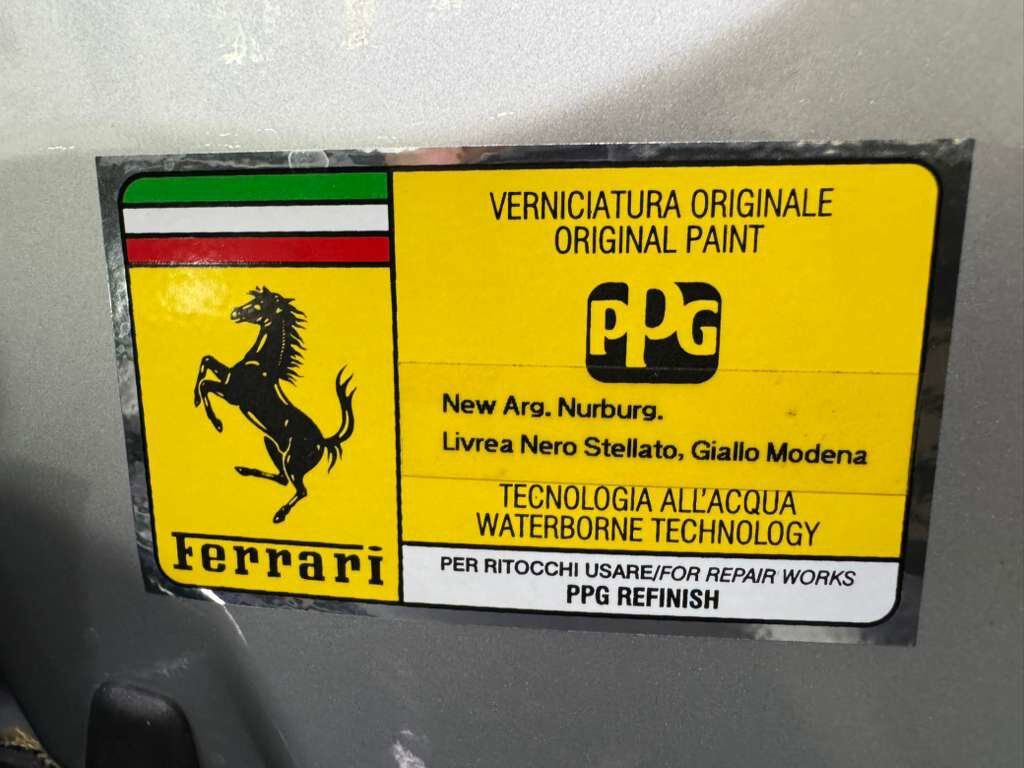 VERNICIATURA ORIGINALE
ORIGINAL PAINT
PPG
New Arg. Nurburg.
Livrea Nero Stellato, Giallo Modena
TECNOLOGIA ALL'ACQUA
WATERBORNE TECHNOLOGY
Ferrari
PER RITOCCHI USARE/FOR REPAIR WORKS
PPG REFINISH